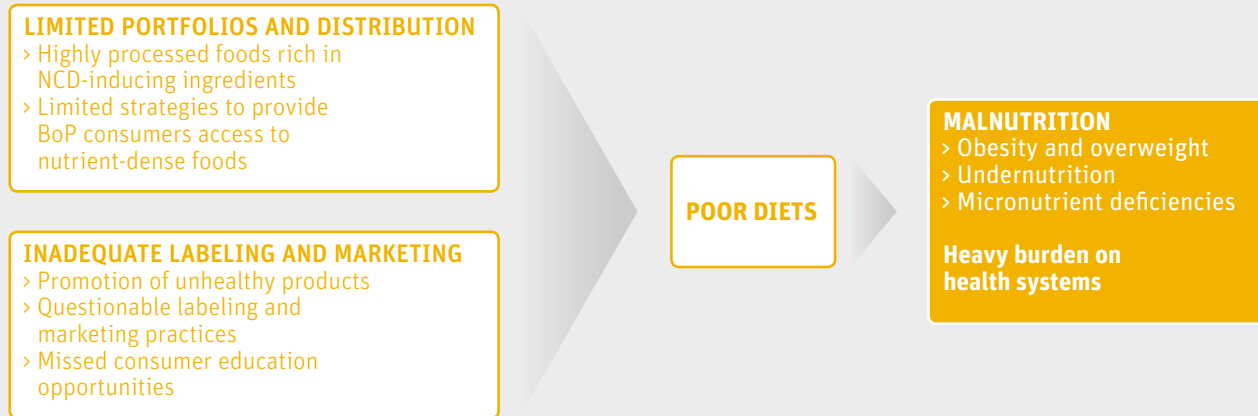 LIMITED PORTFOLIOS AND DISTRIBUTION
> Highly processed foods rich in
NCD-inducing ingredients
> Limited strategies to provide
BoP consumers access to
nutrient-dense foods
INADEQUATE LABELING AND MARKETING
> Promotion of unhealthy products
> Questionable labeling and
marketing practices
> Missed consumer education
opportunities
POOR DIETS
MALNUTRITION
> Obesity and overweight
> Undernutrition
> Micronutrient deficiencies
Heavy burden on
health systems